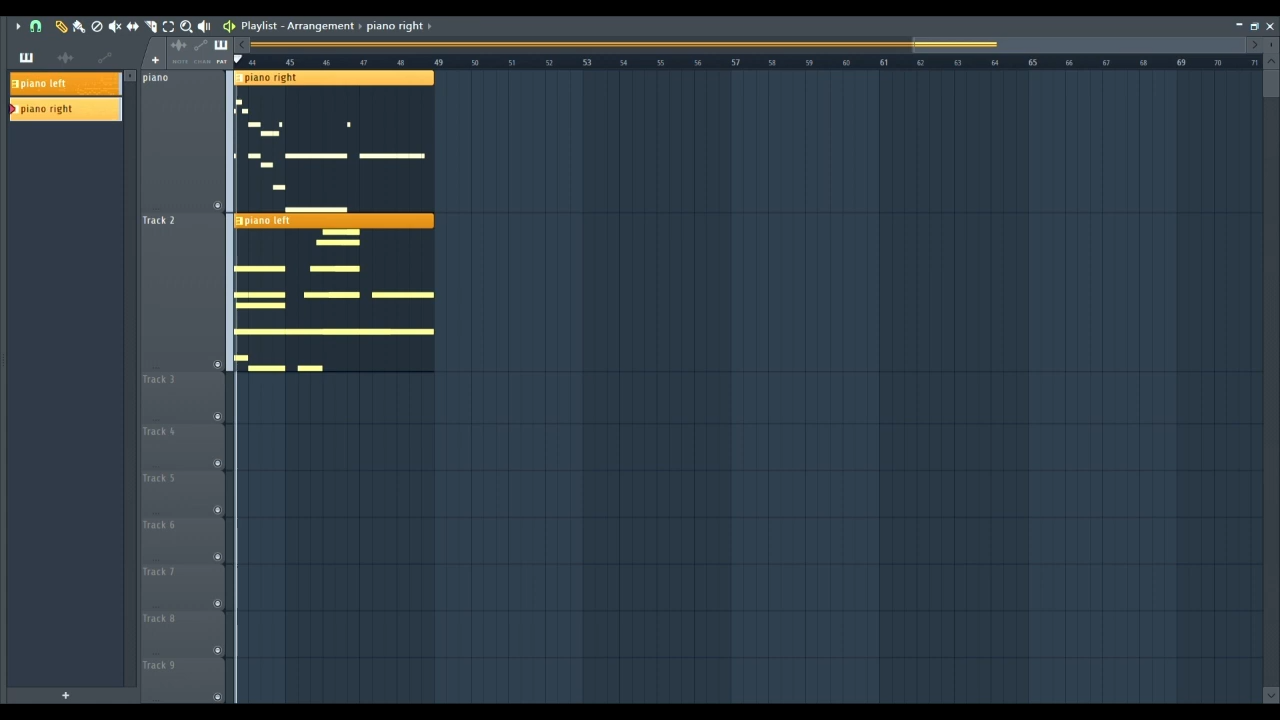 Playlist - Arrangement › piano right ›
NOTE CHAN PAT
44 45 46 47 48 49 50 51 52 53 54 55 56 57 58 59 60 61 62 63 64 65 66 67 68 69 70 71
piano left
piano right
piano
piano right
Track 2
piano left
Track 3
Track 4
Track 5
Track 6
Track 7
Track 8
Track 9